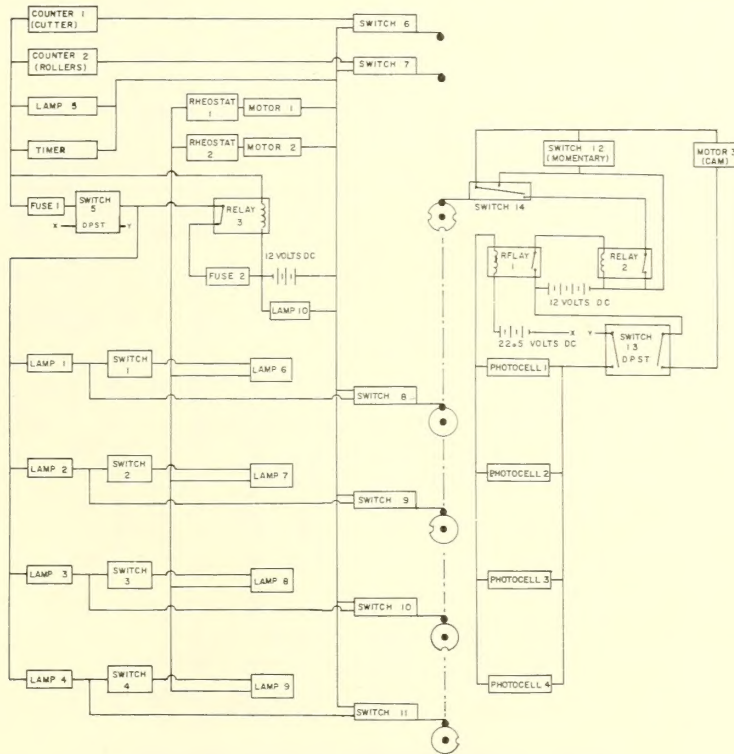 COUNTER 1
(CUTTER)
SWITCH 6
COUNTER 2
(ROLLERS)
SWITCH 7
LAMP 5
RHEOSTAT
1
MOTOR 1
TIMER
RHEOSTAT
2
MOTOR 2
SWITCH 12
(MOMENTARY)
MOTOR 3
(CAM)
FUSE 1
SWITCH
5
X
DPST
Y
RELAY
3
SWITCH 14
12 VOLTS DC
FUSE 2
LAMP 10
RELAY
1
RELAY
2
12 VOLTS DC
22.5 VOLTS DC
X
Y
SWITCH
13
DPST
LAMP 1
SWITCH
1
LAMP 6
SWITCH 8
PHOTOCELL 1
LAMP 2
SWITCH
2
LAMP 7
SWITCH 9
PHOTOCELL 2
LAMP 3
SWITCH
3
LAMP 8
SWITCH 10
PHOTOCELL 3
LAMP 4
SWITCH
4
LAMP 9
SWITCH 11
PHOTOCELL 4